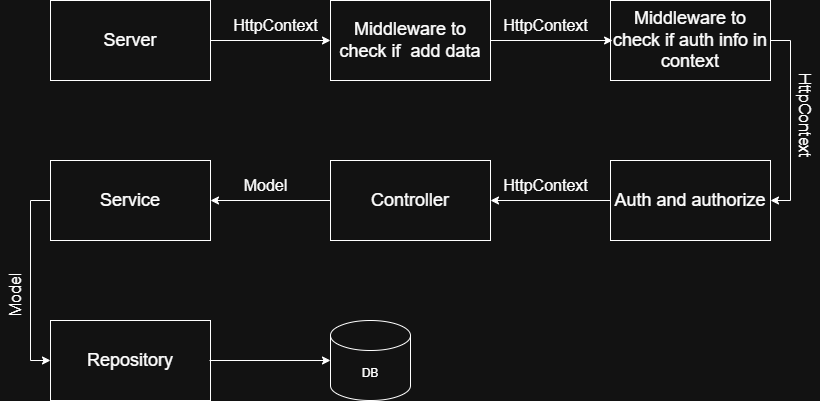 Server
HttpContext
Middleware to
check if  add data
HttpContext
Middleware to
check if auth info in
context
HttpContext
Service
Model
Controller
HttpContext
Auth and authorize
Model
Repository
DB